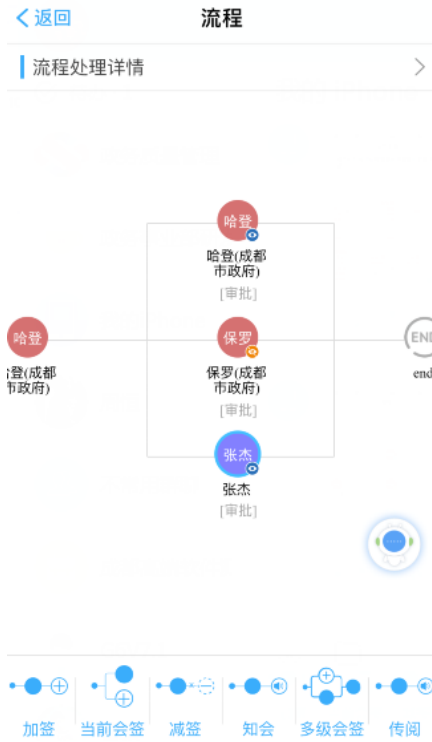 返回
流程
流程处理详情
哈登
哈登(成都
市政府)
[审批]
哈登
登(成都
市政府)
保罗
保罗(成都
市政府)
[审批]
END
end
张杰
张杰
[审批]
加签
当前会签
减签
知会
多级会签
传阅